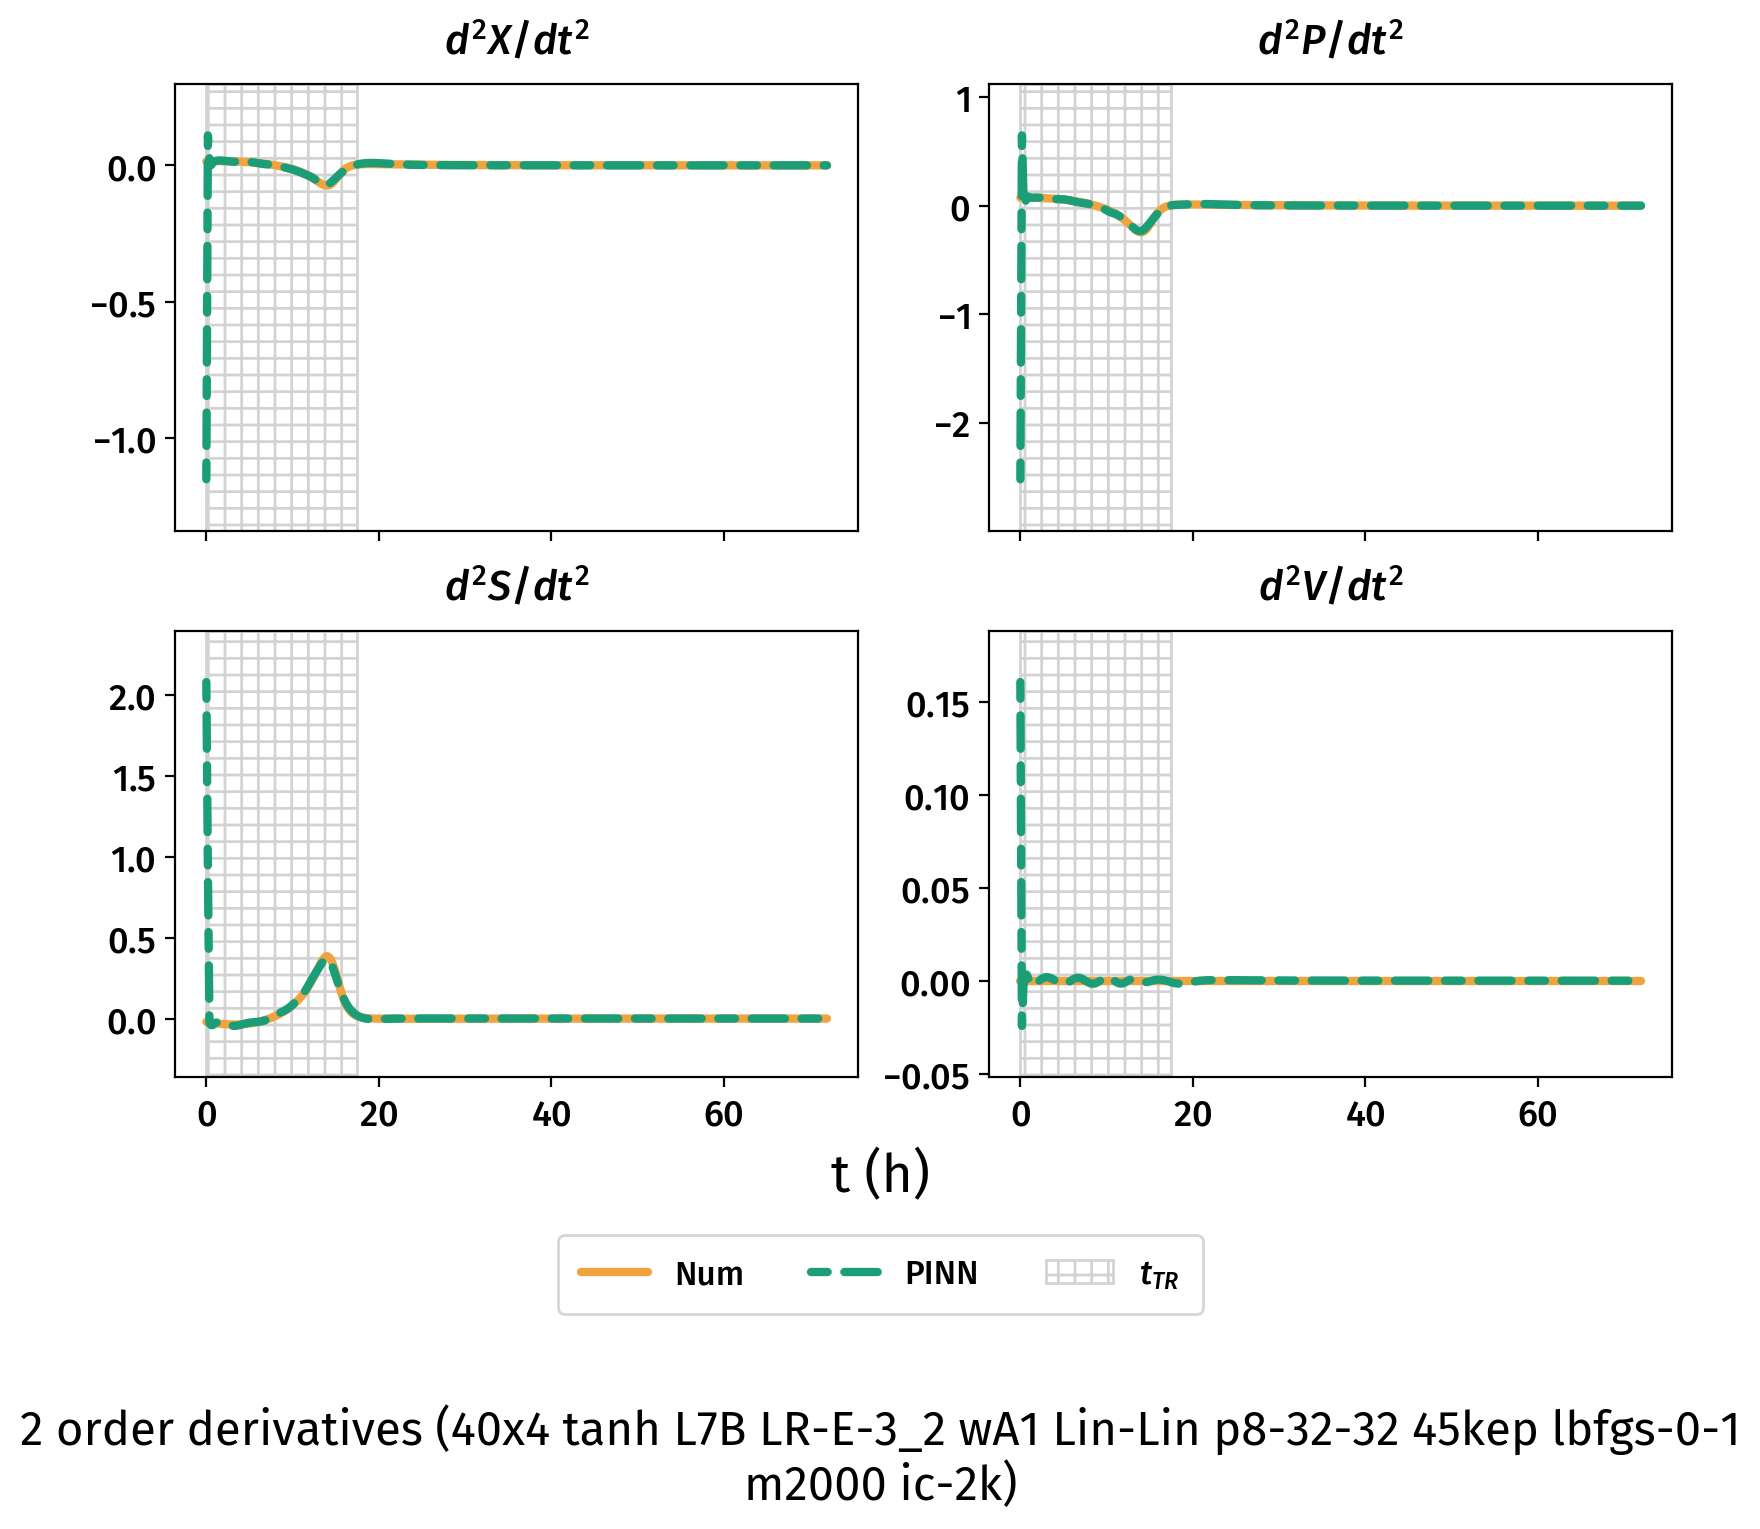 d²X/dt²
d²P/dt²
0.0
−0.5
−1.0
1
0
−1
−2
d²S/dt²
d²V/dt²
2.0
1.5
1.0
0.5
0.0
0.15
0.10
0.05
0.00
−0.05
0 20 40 60
0 20 40 60
t (h)
Num PINN t_TR
2 order derivatives (40x4 tanh L7B LR-E-3_2 wA1 Lin-Lin p8-32-32 45kep lbfgs-0-1
m2000 ic-2k)